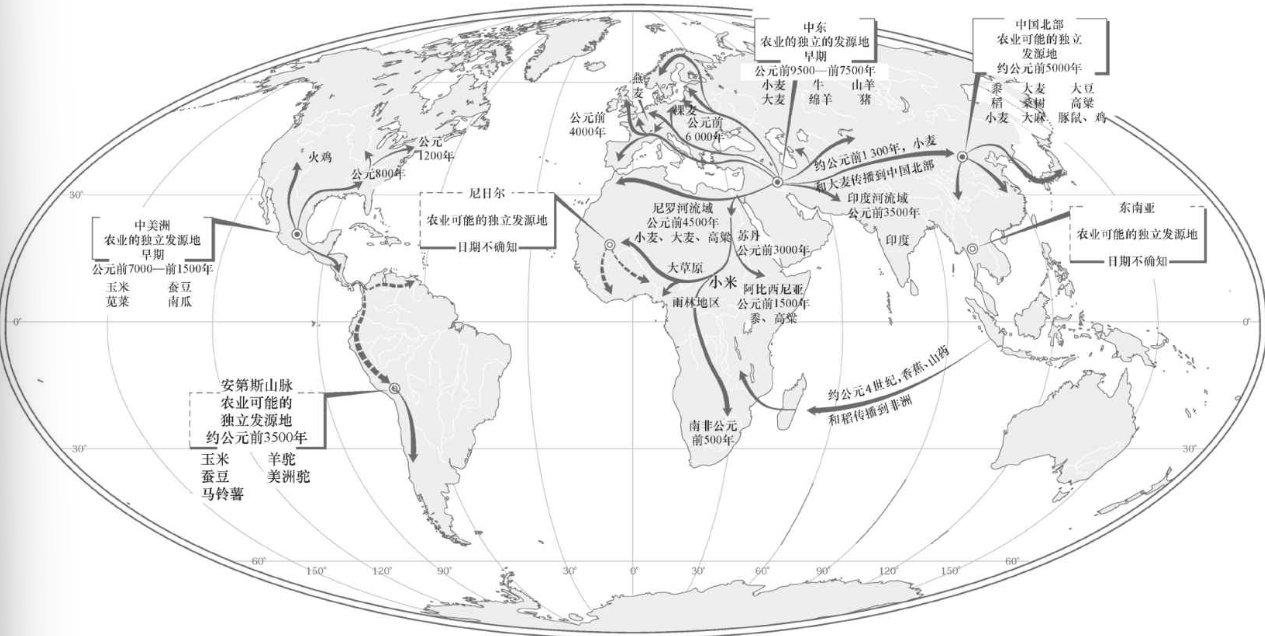 中东
农业的独立的发源地
早期
公元前9500—前7500年
小麦 牛 山羊
大麦 绵羊 猪
中国北部
农业可能的独立
发源地
约公元前5000年
黍 大麦 大豆
稻 桑树 高粱
小麦 大麻 豚鼠、鸡
燕
麦
裸麦
公元前
6 000年
公元前
4000年
公元
1200年
火鸡
公元800年
约公元前1 300年，小麦
和大麦传播到中国北部
30°
尼日尔
农业可能的独立发源地
日期不确知
尼罗河流域
公元前4500年
小麦、大麦、高粱
印度河流域
公元前3500年
印度
东南亚
农业可能的独立发源地
日期不确知
中美洲
农业的独立发源地
早期
公元前7000—前1500年
玉米 蚕豆
苋菜 南瓜
苏丹
公元前3000年
大草原
小米
雨林地区
阿比西尼亚
公元前1500年
黍、高粱
0°
0°
约公元4世纪，香蕉、山药
和稻传播到非洲
安第斯山脉
农业可能的
独立发源地
约公元前3500年
玉米 羊驼
蚕豆 美洲驼
马铃薯
南非公元
前500年
30°
30°
60°
150°
120°
90°
30°
0°
30°
60°
90°
120°
150°
60°